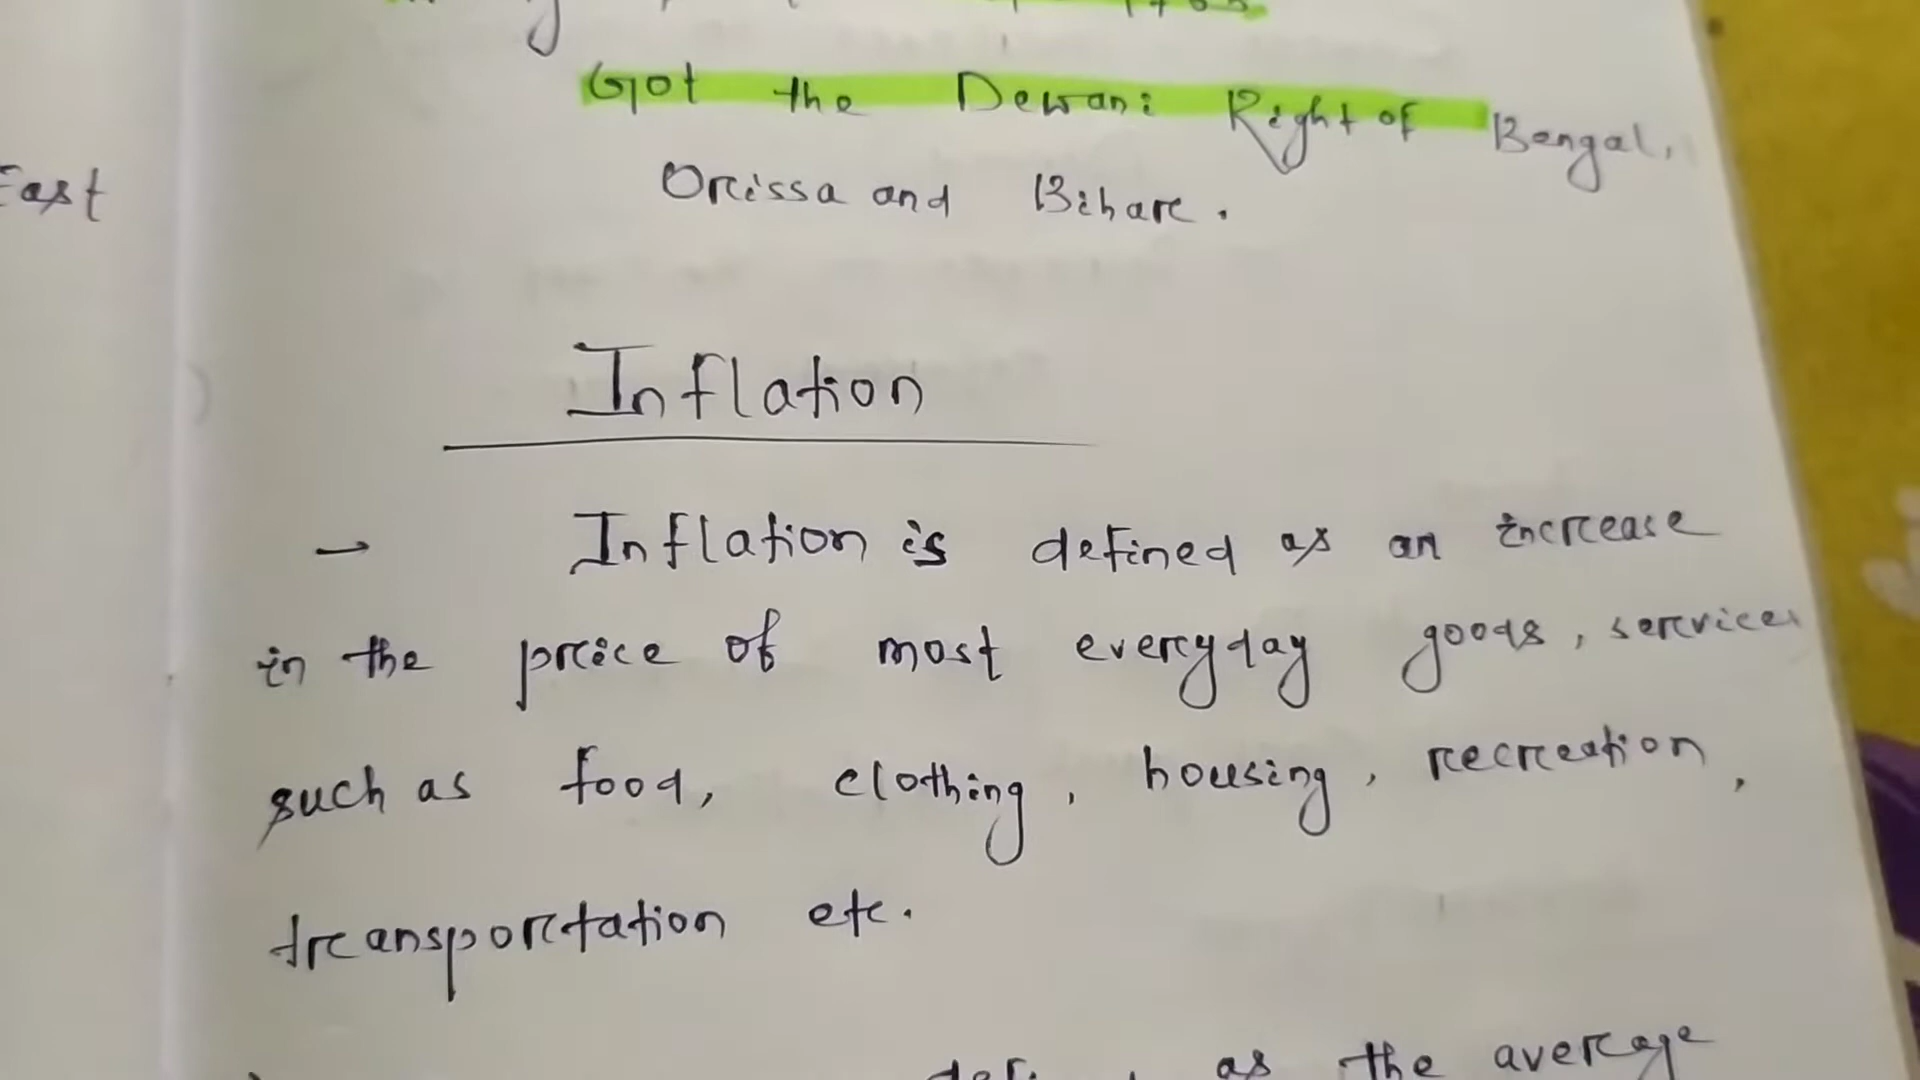 Got the Dewani Right of Bengal,
Orissa and Bihar.
East
Inflation
→ Inflation is defined as an increase
in the price of most everyday goods, services
such as food, clothing, housing, recreation,
transportation etc.
as the average